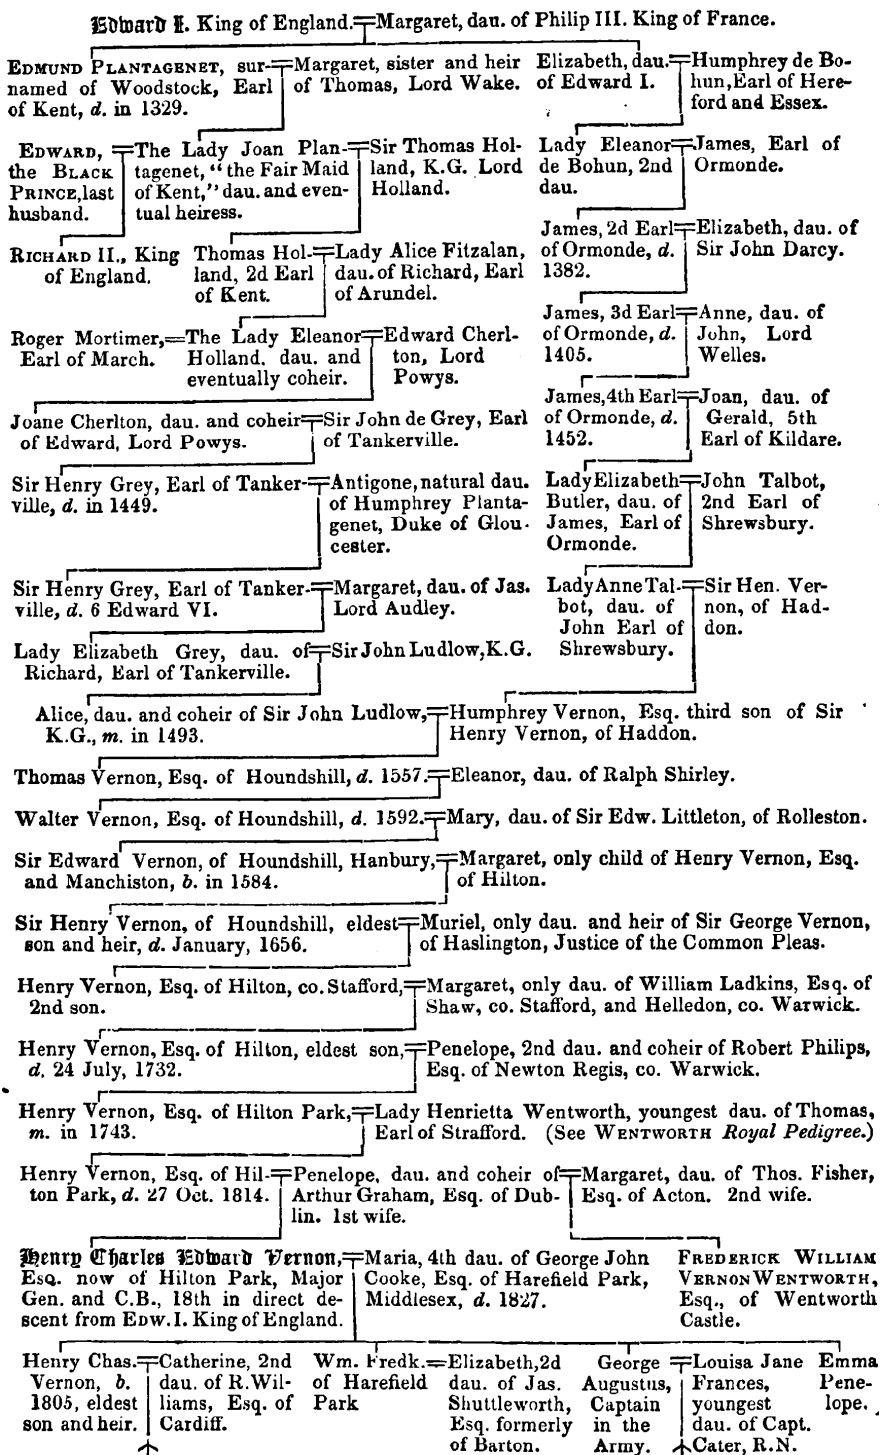 Edward I. King of England.=Margaret, dau. of Philip III. King of France.
EDMUND PLANTAGENET, sur-
named of Woodstock, Earl
of Kent, d. in 1329.
Margaret, sister and heir
of Thomas, Lord Wake.
Elizabeth, dau.
of Edward I.
Humphrey de Bo-
hun, Earl of Here-
ford and Essex.
EDWARD,
the BLACK
PRINCE, last
husband.
The Lady Joan Plan-
tagenet, "the Fair Maid
of Kent," dau. and even-
tual heiress.
Sir Thomas Hol-
land, K.G. Lord
Holland.
Lady Eleanor
de Bohun, 2nd
dau.
James, Earl of
Ormonde.
RICHARD II., King
of England.
Thomas Hol-
land, 2d Earl
of Kent.
Lady Alice Fitzalan,
dau. of Richard, Earl
of Arundel.
James, 2d Earl
of Ormonde, d.
1382.
Elizabeth, dau. of
Sir John Darcy.
Roger Mortimer,
Earl of March.
The Lady Eleanor
Holland, dau. and
eventually coheir.
Edward Cherl-
ton, Lord
Powys.
James, 3d Earl
of Ormonde, d.
1405.
Anne, dau. of
John, Lord
Welles.
Joane Cherlton, dau. and coheir
of Edward, Lord Powys.
Sir John de Grey, Earl
of Tankerville.
James, 4th Earl
of Ormonde, d.
1452.
Joan, dau. of
Gerald, 5th
Earl of Kildare.
Sir Henry Grey, Earl of Tanker-
ville, d. in 1449.
Antigone, natural dau.
of Humphrey Planta-
genet, Duke of Glou-
cester.
Lady Elizabeth
Butler, dau. of
James, Earl of
Ormonde.
John Talbot,
2nd Earl of
Shrewsbury.
Sir Henry Grey, Earl of Tanker-
ville, d. 6 Edward VI.
Margaret, dau. of Jas.
Lord Audley.
Lady Anne Tal-
bot, dau. of
John Earl of
Shrewsbury.
Sir Hen. Ver-
non, of Had-
don.
Lady Elizabeth Grey, dau. of
Richard, Earl of Tankerville.
Sir John Ludlow, K.G.
Alice, dau. and coheir of Sir John Ludlow,
K.G., m. in 1493.
Humphrey Vernon, Esq. third son of Sir
Henry Vernon, of Haddon.
Thomas Vernon, Esq. of Houndshill, d. 1557.=Eleanor, dau. of Ralph Shirley.
Walter Vernon, Esq. of Houndshill, d. 1592.=Mary, dau. of Sir Edw. Littleton, of Rolleston.
Sir Edward Vernon, of Houndshill, Hanbury,
and Manchiston, b. in 1584.
Margaret, only child of Henry Vernon, Esq.
of Hilton.
Sir Henry Vernon, of Houndshill, eldest
son and heir, d. January, 1656.
Muriel, only dau. and heir of Sir George Vernon,
of Haslington, Justice of the Common Pleas.
Henry Vernon, Esq. of Hilton, co. Stafford,
2nd son.
Margaret, only dau. of William Ladkins, Esq. of
Shaw, co. Stafford, and Helledon, co. Warwick.
Henry Vernon, Esq. of Hilton, eldest son,
d. 24 July, 1732.
Penelope, 2nd dau. and coheir of Robert Philips,
Esq. of Newton Regis, co. Warwick.
Henry Vernon, Esq. of Hilton Park,
m. in 1743.
Lady Henrietta Wentworth, youngest dau. of Thomas,
Earl of Strafford. (See WENTWORTH Royal Pedigree.)
Henry Vernon, Esq. of Hil-
ton Park, d. 27 Oct. 1814.
Penelope, dau. and coheir of
Arthur Graham, Esq. of Dub-
lin. 1st wife.
Margaret, dau. of Thos. Fisher,
Esq. of Acton. 2nd wife.
Henry Charles Edward Vernon,
Esq. now of Hilton Park, Major
Gen. and C.B., 18th in direct de-
scent from EDW. I. King of England.
Maria, 4th dau. of George John
Cooke, Esq. of Harefield Park,
Middlesex, d. 1827.
FREDERICK WILLIAM
VERNON WENTWORTH,
Esq., of Wentworth
Castle.
Henry Chas.
Vernon, b.
1805, eldest
son and heir.
Catherine, 2nd
dau. of R. Wil-
liams, Esq. of
Cardiff.
Wm. Fredk.
of Harefield
Park
Elizabeth, 2d
dau. of Jas.
Shuttleworth,
Esq. formerly
of Barton.
George
Augustus,
Captain
in the
Army.
Louisa Jane
Frances,
youngest
dau. of Capt.
Cater, R.N.
Emma
Pene-
lope.